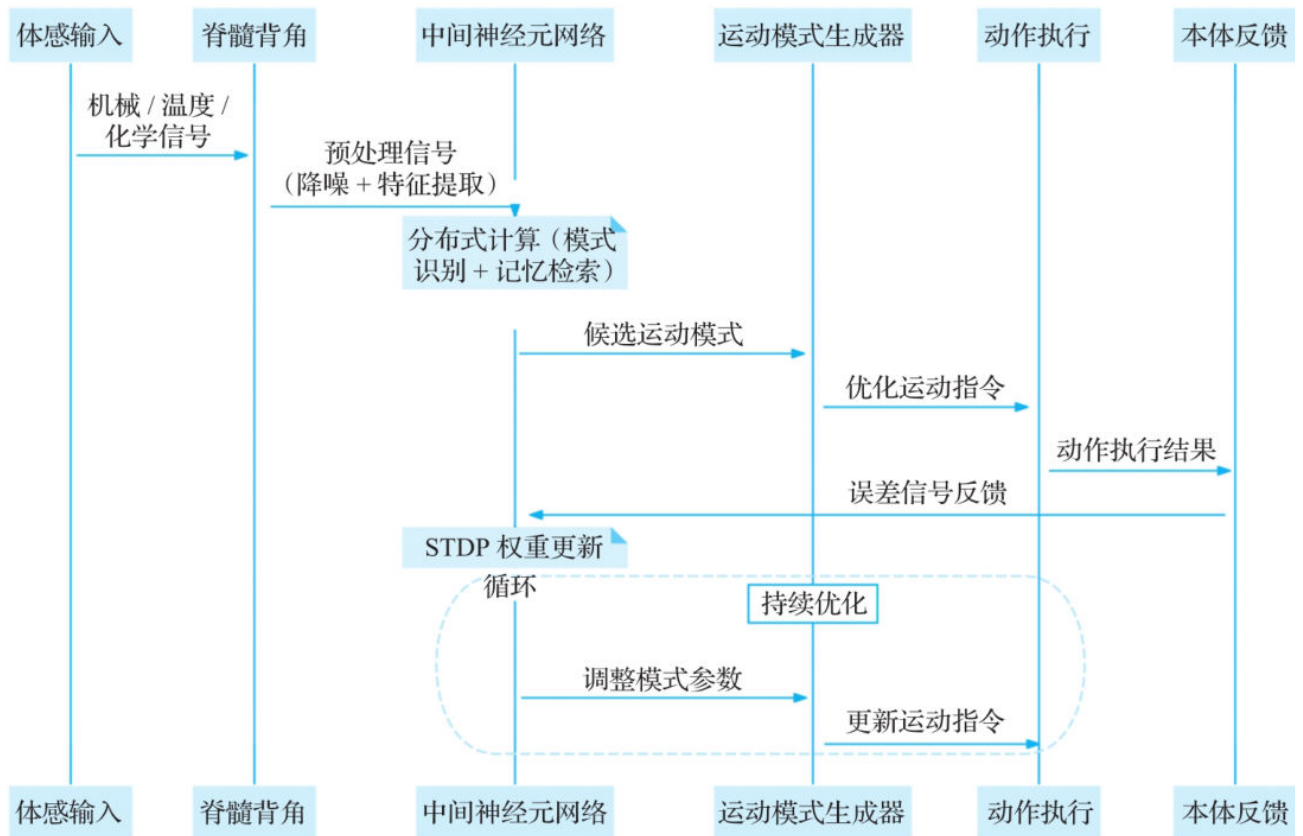 体感输入
脊髓背角
中间神经元网络
运动模式生成器
动作执行
本体反馈
机械 / 温度 /
化学信号
预处理信号
（降噪 + 特征提取）
分布式计算（模式
识别 + 记忆检索）
候选运动模式
优化运动指令
动作执行结果
误差信号反馈
STDP 权重更新
循环
持续优化
调整模式参数
更新运动指令
体感输入
脊髓背角
中间神经元网络
运动模式生成器
动作执行
本体反馈